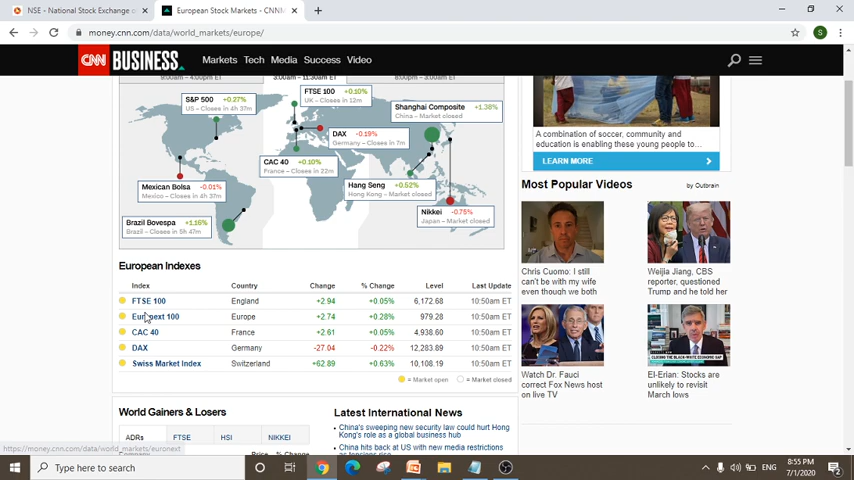 NSE - National Stock Exchange o
European Stock Markets - CNNM
money.cnn.com/data/world_markets/europe/
S
CNN BUSINESS
Markets Tech Media Success Video
9:30am – 4:00pm ET 3:00am – 11:30am ET 8:00pm – 3:00am ET
S&P 500 +0.27%
US – Closes in 4h 37m
FTSE 100 +0.10%
UK – Closes in 12m
Shanghai Composite +1.38%
China – Market closed
DAX -0.19%
Germany – Closes in 7m
CAC 40 +0.10%
France – Closes in 22m
Mexican Bolsa -0.01%
Mexico – Closes in 4h 37m
Hang Seng +0.52%
Hong Kong – Market closed
Nikkei -0.75%
Japan – Market closed
Brazil Bovespa +1.16%
Brazil – Closes in 5h 47m
European Indexes
Index Country Change % Change Level Last Update
FTSE 100 England +2.94 +0.05% 6,172.68 10:50am ET
Euronext 100 Europe +2.74 +0.28% 979.28 10:50am ET
CAC 40 France +2.61 +0.05% 4,938.60 10:50am ET
DAX Germany -27.04 -0.22% 12,283.89 10:50am ET
Swiss Market Index Switzerland +62.89 +0.63% 10,108.19 10:50am ET
= Market open = Market closed
World Gainers & Losers
ADRs FTSE HSI NIKKEI
Company Price % Change
Latest International News
China's sweeping new security law could hurt Hong
Kong's role as a global business hub
China hits back at US with new media restrictions
as tensions rise
A combination of soccer, community and
education is enabling these young people to...
LEARN MORE
Most Popular Videos
by Outbrain
Chris Cuomo: I still
can't be with my wife
even though we both
Weijia Jiang, CBS
reporter, questioned
Trump and he told her
Watch Dr. Fauci
correct Fox News host
on live TV
El-Erian: Stocks are
unlikely to revisit
March lows
https://money.cnn.com/data/world_markets/euronext
Type here to search
ENG
8:55 PM
7/1/2020
2